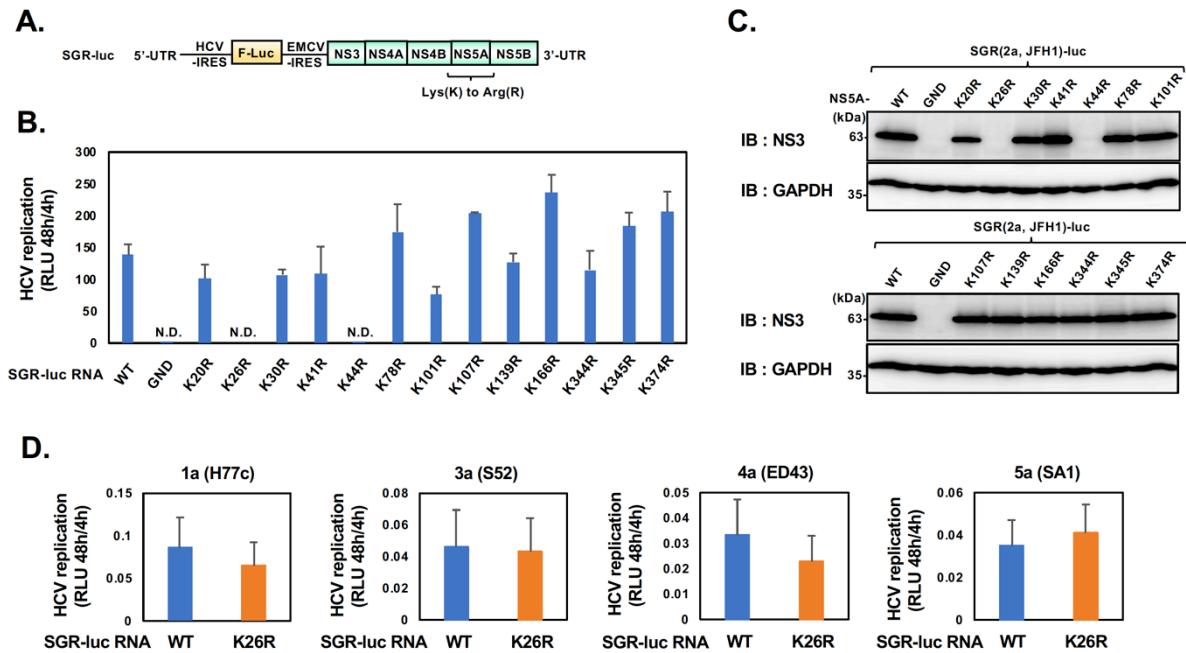 A.
SGR-luc 5'-UTR HCV -IRES F-Luc EMCV -IRES NS3 NS4A NS4B NS5A NS5B 3'-UTR
Lys(K) to Arg(R)
B.
HCV replication
(RLU 48h/4h)
300
250
200
150
100
50
0
N.D. N.D. N.D.
SGR-luc RNA WT GND K20R K26R K30R K41R K44R K78R K101R K107R K139R K166R K344R K345R K374R
C.
SGR(2a, JFH1)-luc
NS5A- WT GND K20R K26R K30R K41R K44R K78R K101R
(kDa)
IB : NS3 63-
IB : GAPDH 35-
SGR(2a, JFH1)-luc
WT GND K107R K139R K166R K344R K345R K374R
(kDa)
IB : NS3 63-
IB : GAPDH 35-
D.
1a (H77c)
HCV replication
(RLU 48h/4h)
0.15
0.1
0.05
0
SGR-luc RNA WT K26R
3a (S52)
HCV replication
(RLU 48h/4h)
0.08
0.06
0.04
0.02
0
SGR-luc RNA WT K26R
4a (ED43)
HCV replication
(RLU 48h/4h)
0.05
0.04
0.03
0.02
0.01
0
SGR-luc RNA WT K26R
5a (SA1)
HCV replication
(RLU 48h/4h)
0.06
0.04
0.02
0
SGR-luc RNA WT K26R